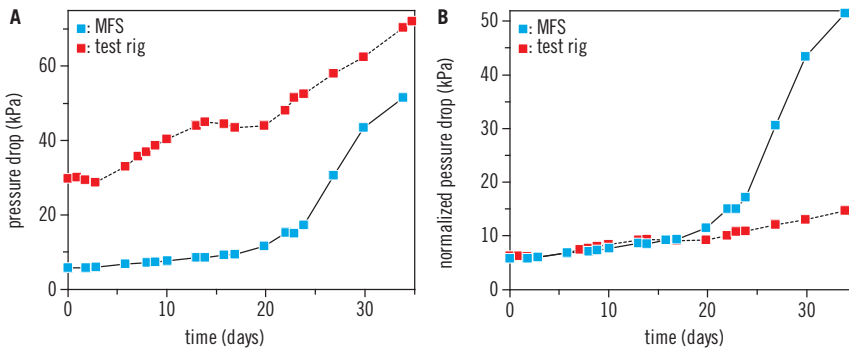 A
■: MFS
■: test rig
pressure drop (kPa)
60
40
20
0
0
10
20
30
time (days)
B
■: MFS
■: test rig
normalized pessure drop (kPa)
50
40
30
20
10
0
0
10
20
30
time (days)